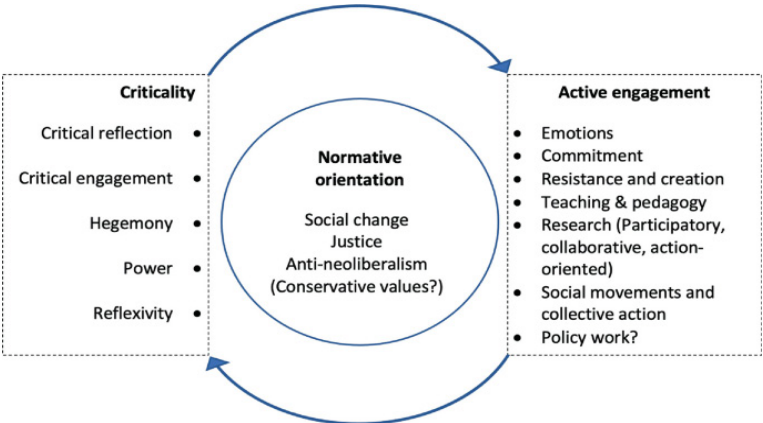 Criticality
Critical reflection •
Critical engagement •
Hegemony •
Power •
Reflexivity •
Normative
orientation
Social change
Justice
Anti-neoliberalism
(Conservative values?)
Active engagement
• Emotions
• Commitment
• Resistance and creation
• Teaching & pedagogy
• Research (Participatory,
collaborative, action-
oriented)
• Social movements and
collective action
• Policy work?